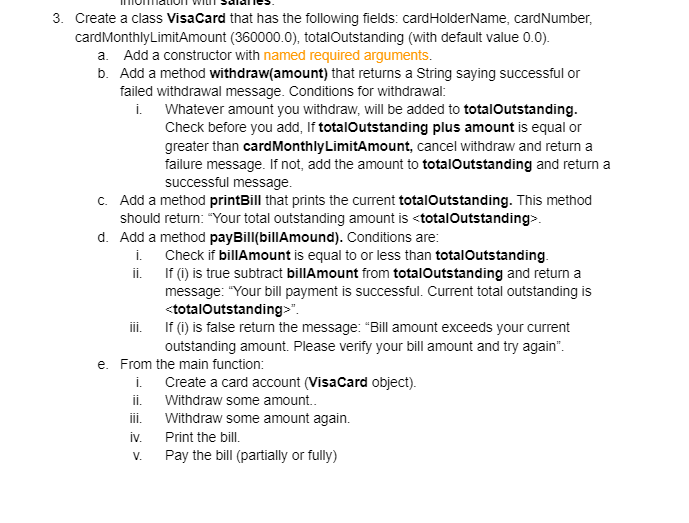 information with salaries.
3. Create a class VisaCard that has the following fields: cardHolderName, cardNumber,
cardMonthlyLimitAmount (360000.0), totalOutstanding (with default value 0.0).
a. Add a constructor with named required arguments.
b. Add a method withdraw(amount) that returns a String saying successful or
failed withdrawal message. Conditions for withdrawal:
i. Whatever amount you withdraw, will be added to totalOutstanding.
Check before you add, If totalOutstanding plus amount is equal or
greater than cardMonthlyLimitAmount, cancel withdraw and return a
failure message. If not, add the amount to totalOutstanding and return a
successful message.
c. Add a method printBill that prints the current totalOutstanding. This method
should return: “Your total outstanding amount is <totalOutstanding>.
d. Add a method payBill(billAmound). Conditions are:
i. Check if billAmount is equal to or less than totalOutstanding.
ii. If (i) is true subtract billAmount from totalOutstanding and return a
message: “Your bill payment is successful. Current total outstanding is
<totalOutstanding>”.
iii. If (i) is false return the message: “Bill amount exceeds your current
outstanding amount. Please verify your bill amount and try again”.
e. From the main function:
i. Create a card account (VisaCard object).
ii. Withdraw some amount..
iii. Withdraw some amount again.
iv. Print the bill.
v. Pay the bill (partially or fully)